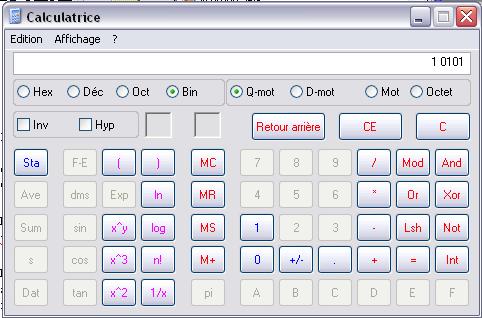 Calculatrice
Edition Affichage ?
1 0101
Hex Déc Oct Bin Q-mot D-mot Mot Octet
Inv Hyp Retour arrière CE C
Sta F-E ( ) MC 7 8 9 / Mod And
Ave dms Exp ln MR 4 5 6 * Or Xor
Sum sin x^y log MS 1 2 3 - Lsh Not
s cos x^3 n! M+ 0 +/- . + = Int
Dat tan x^2 1/x pi A B C D E F